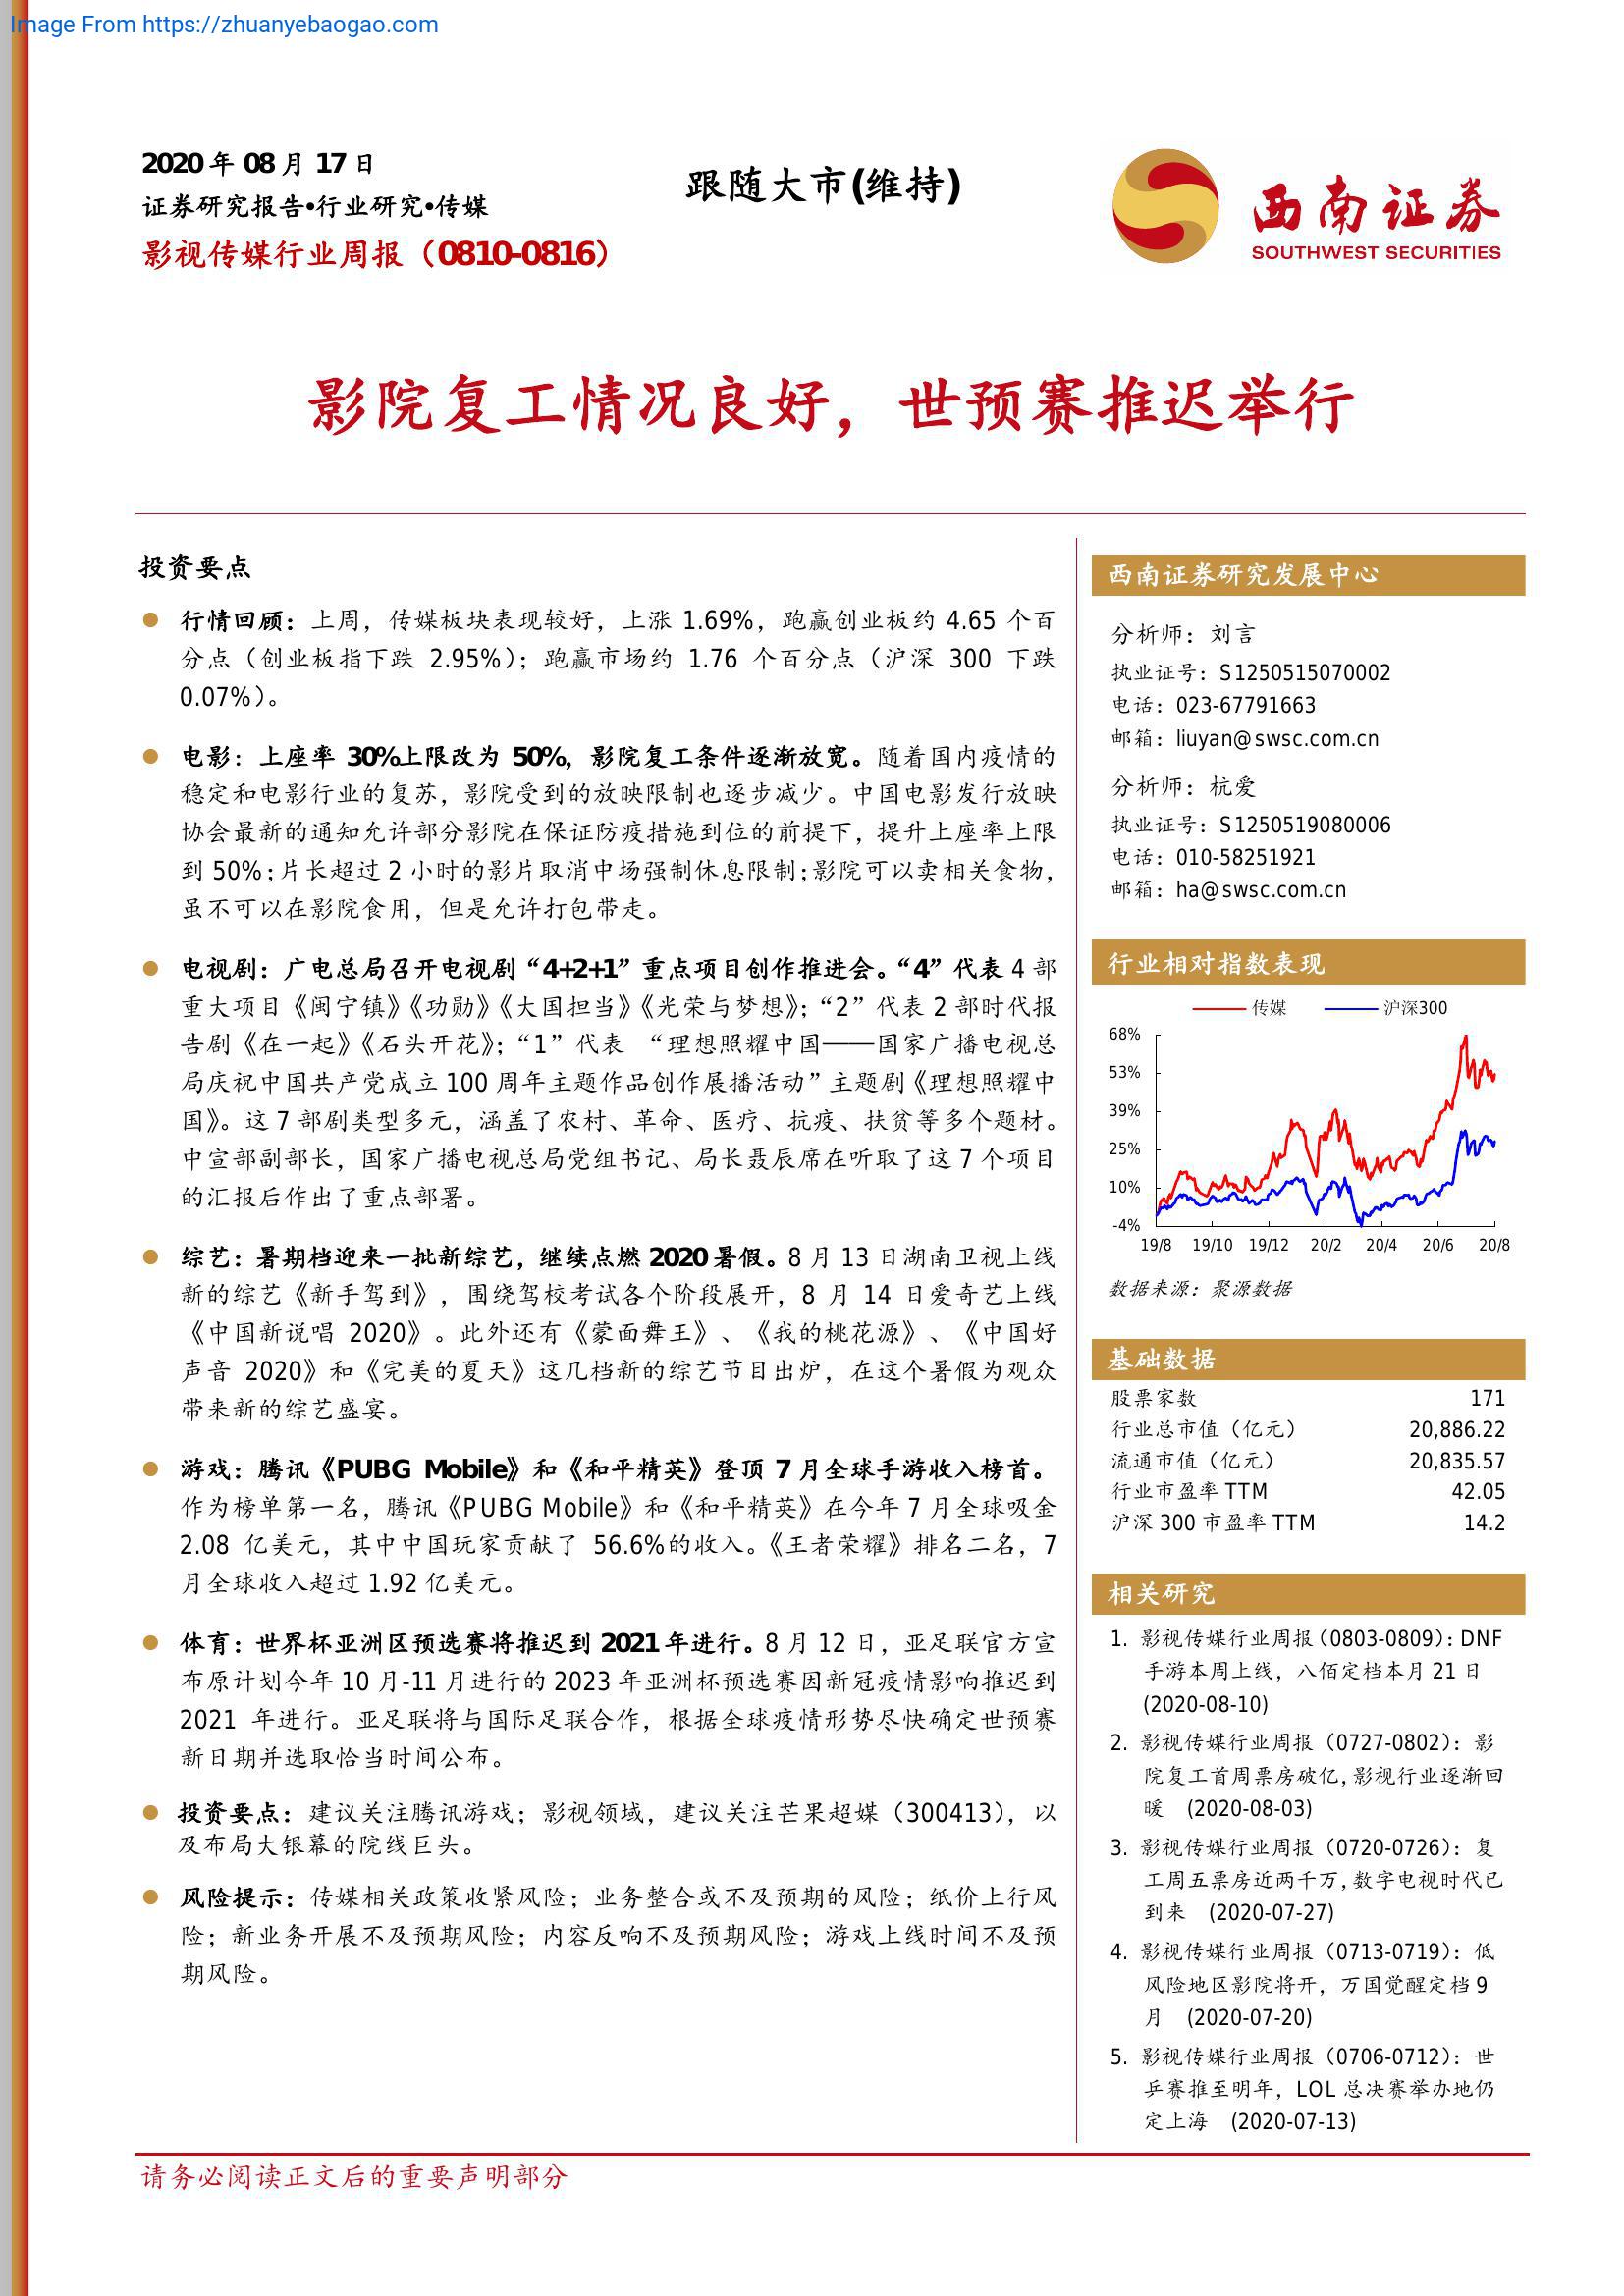 Image From https://zhuanyebaogao.com
2020 年 08 月 17 日
证券研究报告•行业研究•传媒
影视传媒行业周报（0810-0816）
跟随大市(维持)
西南证券
SOUTHWEST SECURITIES
影院复工情况良好，世预赛推迟举行
投资要点
行情回顾：上周，传媒板块表现较好，上涨 1.69%，跑赢创业板约 4.65 个百
分点（创业板指下跌 2.95%）；跑赢市场约 1.76 个百分点（沪深 300 下跌
0.07%）。
电影：上座率 30%上限改为 50%，影院复工条件逐渐放宽。随着国内疫情的
稳定和电影行业的复苏，影院受到的放映限制也逐步减少。中国电影发行放映
协会最新的通知允许部分影院在保证防疫措施到位的前提下，提升上座率上限
到 50%；片长超过 2 小时的影片取消中场强制休息限制；影院可以卖相关食物，
虽不可以在影院食用，但是允许打包带走。
电视剧：广电总局召开电视剧“4+2+1”重点项目创作推进会。“4”代表 4 部
重大项目《闽宁镇》《功勋》《大国担当》《光荣与梦想》；“2”代表 2 部时代报
告剧《在一起》《石头开花》；“1”代表 “理想照耀中国——国家广播电视总
局庆祝中国共产党成立 100 周年主题作品创作展播活动”主题剧《理想照耀中
国》。这 7 部剧类型多元，涵盖了农村、革命、医疗、抗疫、扶贫等多个题材。
中宣部副部长，国家广播电视总局党组书记、局长聂辰席在听取了这 7 个项目
的汇报后作出了重点部署。
综艺：暑期档迎来一批新综艺，继续点燃 2020 暑假。8 月 13 日湖南卫视上线
新的综艺《新手驾到》，围绕驾校考试各个阶段展开，8 月 14 日爱奇艺上线
《中国新说唱 2020》。此外还有《蒙面舞王》、《我的桃花源》、《中国好
声音 2020》和《完美的夏天》这几档新的综艺节目出炉，在这个暑假为观众
带来新的综艺盛宴。
游戏：腾讯《PUBG Mobile》和《和平精英》登顶 7 月全球手游收入榜首。
作为榜单第一名，腾讯《PUBG Mobile》和《和平精英》在今年 7 月全球吸金
2.08 亿美元，其中中国玩家贡献了 56.6%的收入。《王者荣耀》排名二名，7
月全球收入超过 1.92 亿美元。
体育：世界杯亚洲区预选赛将推迟到 2021 年进行。8 月 12 日，亚足联官方宣
布原计划今年 10 月-11 月进行的 2023 年亚洲杯预选赛因新冠疫情影响推迟到
2021 年进行。亚足联将与国际足联合作，根据全球疫情形势尽快确定世预赛
新日期并选取恰当时间公布。
投资要点：建议关注腾讯游戏；影视领域，建议关注芒果超媒（300413），以
及布局大银幕的院线巨头。
风险提示：传媒相关政策收紧风险；业务整合或不及预期的风险；纸价上行风
险；新业务开展不及预期风险；内容反响不及预期风险；游戏上线时间不及预
期风险。
西南证券研究发展中心
分析师：刘言
执业证号：S1250515070002
电话：023-67791663
邮箱：liuyan@swsc.com.cn
分析师：杭爱
执业证号：S1250519080006
电话：010-58251921
邮箱：ha@swsc.com.cn
行业相对指数表现
传媒 沪深300
68%
53%
39%
25%
10%
-4%
19/8 19/10 19/12 20/2 20/4 20/6 20/8
数据来源：聚源数据
基础数据
股票家数 171
行业总市值（亿元） 20,886.22
流通市值（亿元） 20,835.57
行业市盈率 TTM 42.05
沪深 300 市盈率 TTM 14.2
相关研究
1. 影视传媒行业周报（0803-0809）：DNF
手游本周上线，八佰定档本月 21 日
(2020-08-10)
2. 影视传媒行业周报（0727-0802）：影
院复工首周票房破亿，影视行业逐渐回
暖 (2020-08-03)
3. 影视传媒行业周报（0720-0726）：复
工周五票房近两千万，数字电视时代已
到来 (2020-07-27)
4. 影视传媒行业周报（0713-0719）：低
风险地区影院将开，万国觉醒定档 9
月 (2020-07-20)
5. 影视传媒行业周报（0706-0712）：世
乒赛推至明年，LOL 总决赛举办地仍
定上海 (2020-07-13)
请务必阅读正文后的重要声明部分